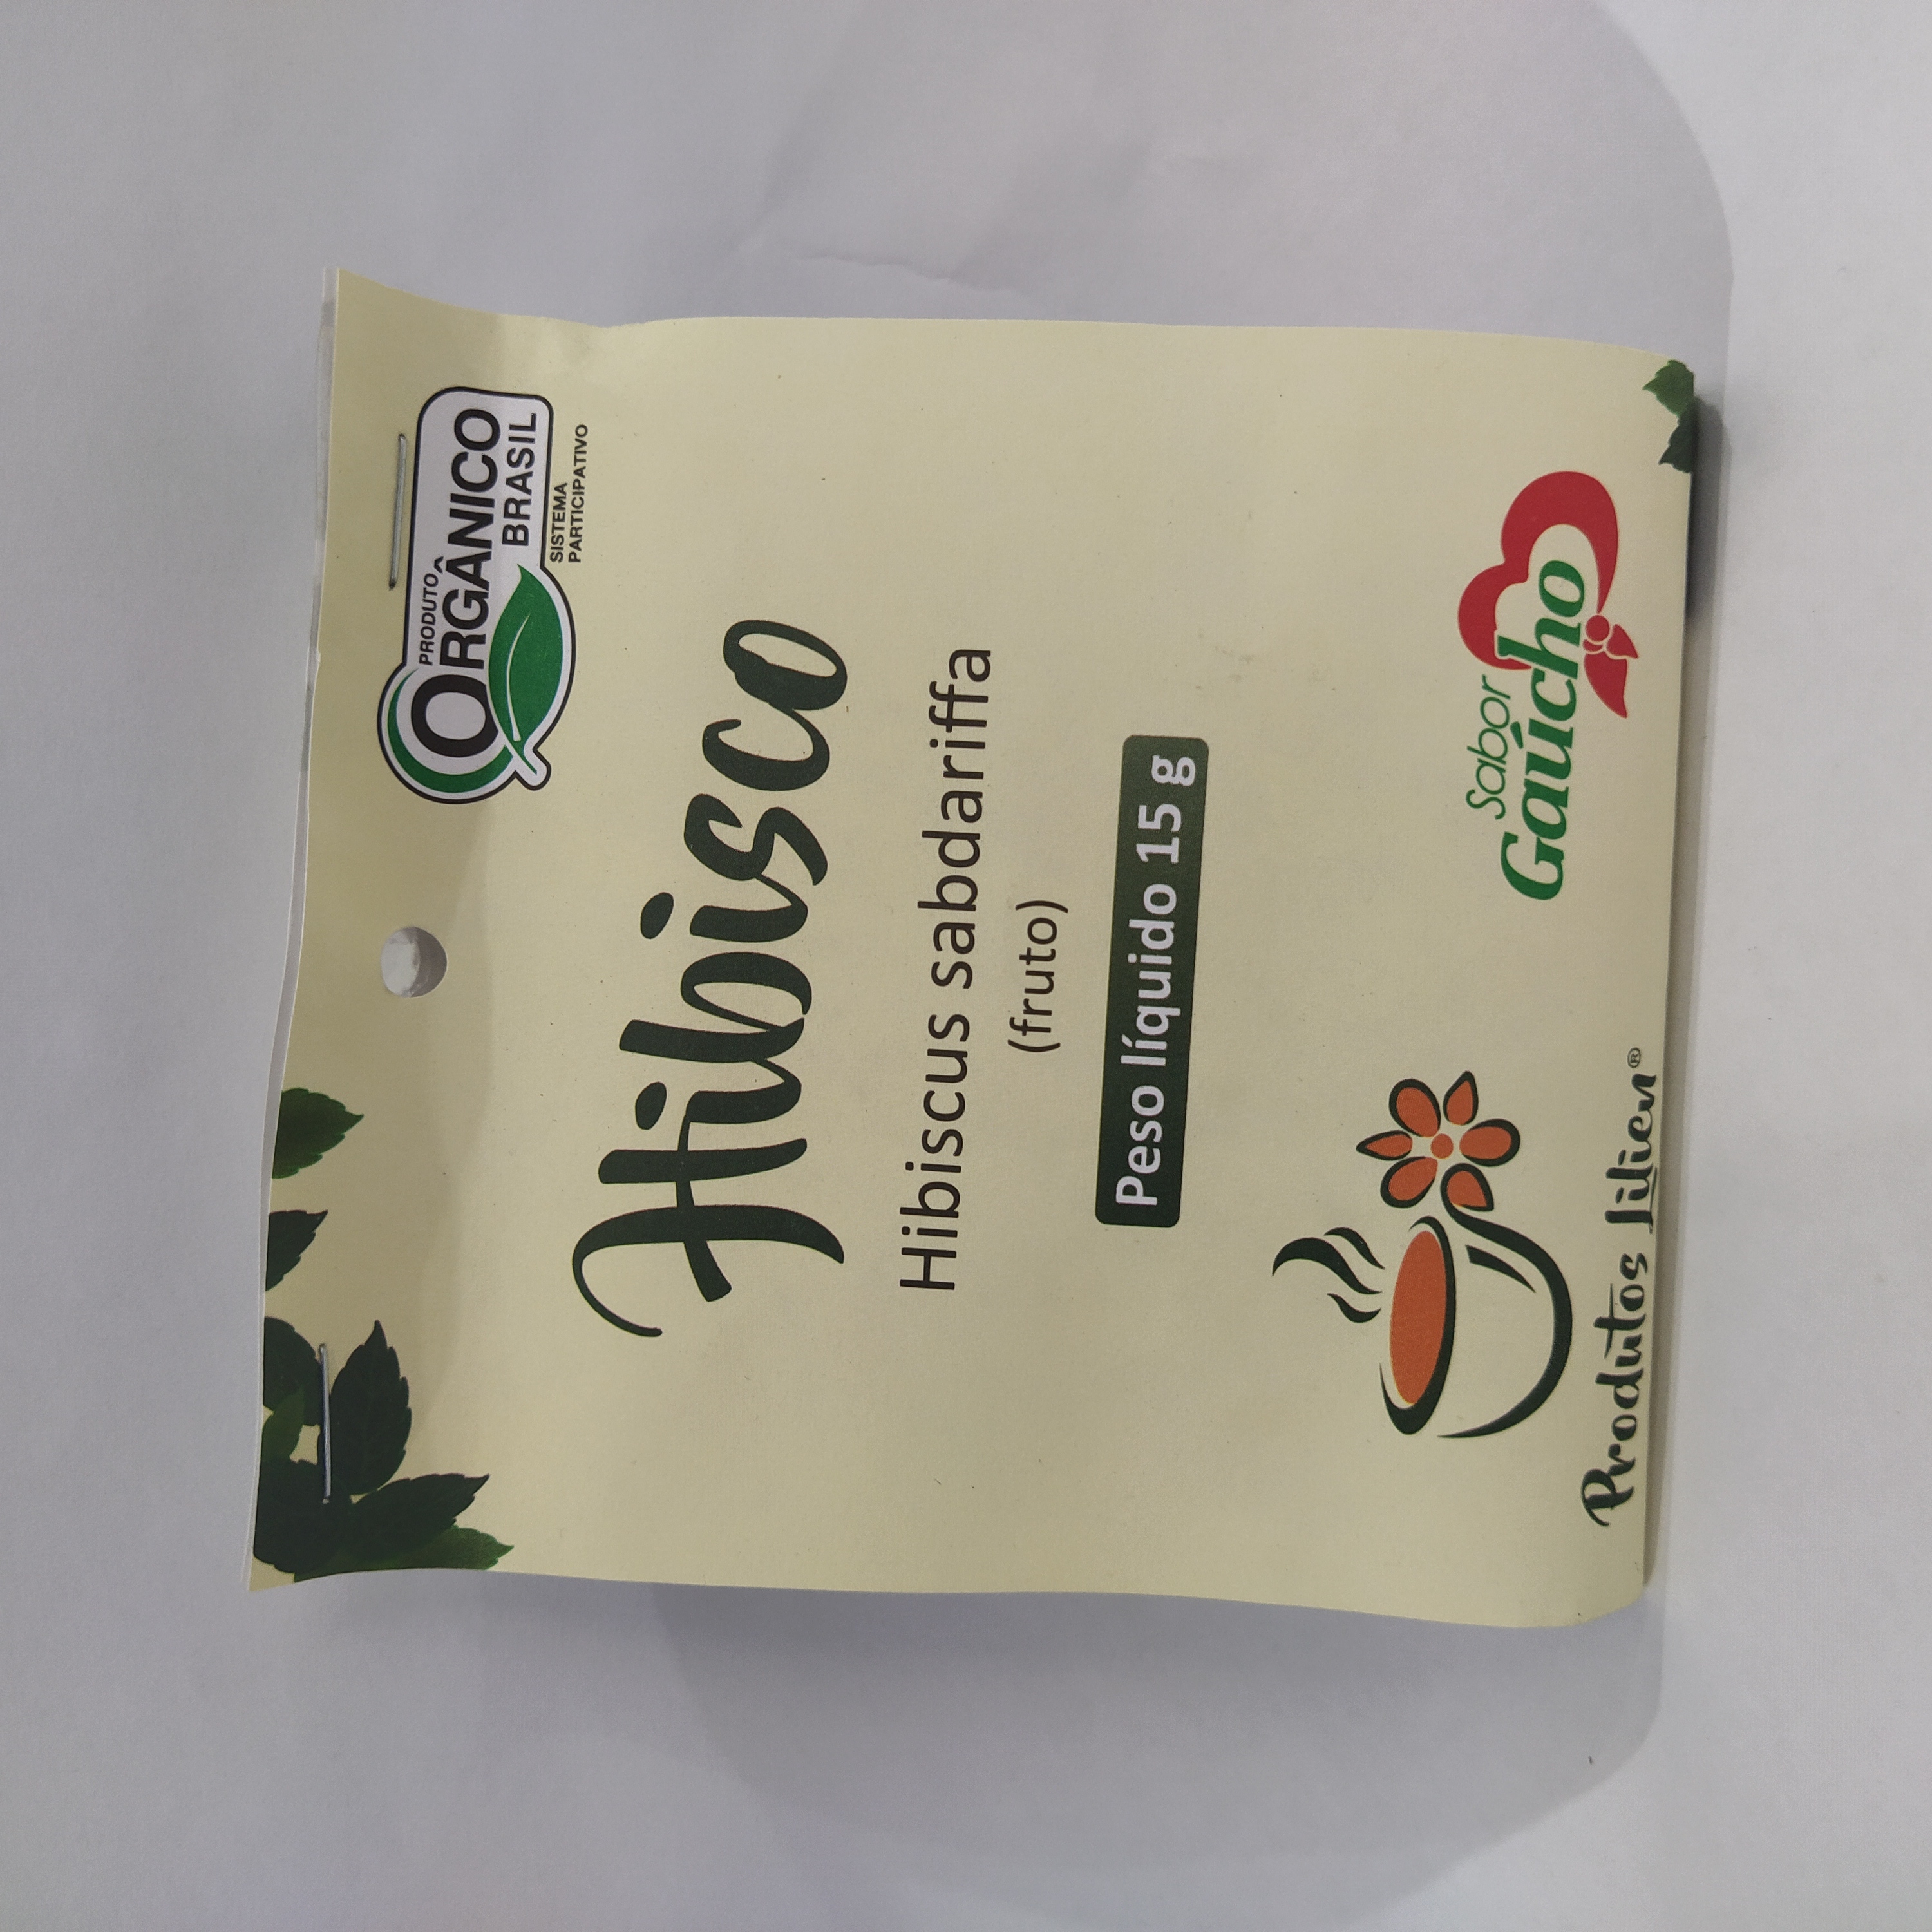 PRODUTO
ORGÂNICO
BRASIL
SISTEMA
PARTICIPATIVO
Hibisco
Hibiscus sabdariffa
(fruto)
Peso líquido 15 g
Sabor
Gaúcho
Produtos Lilien®